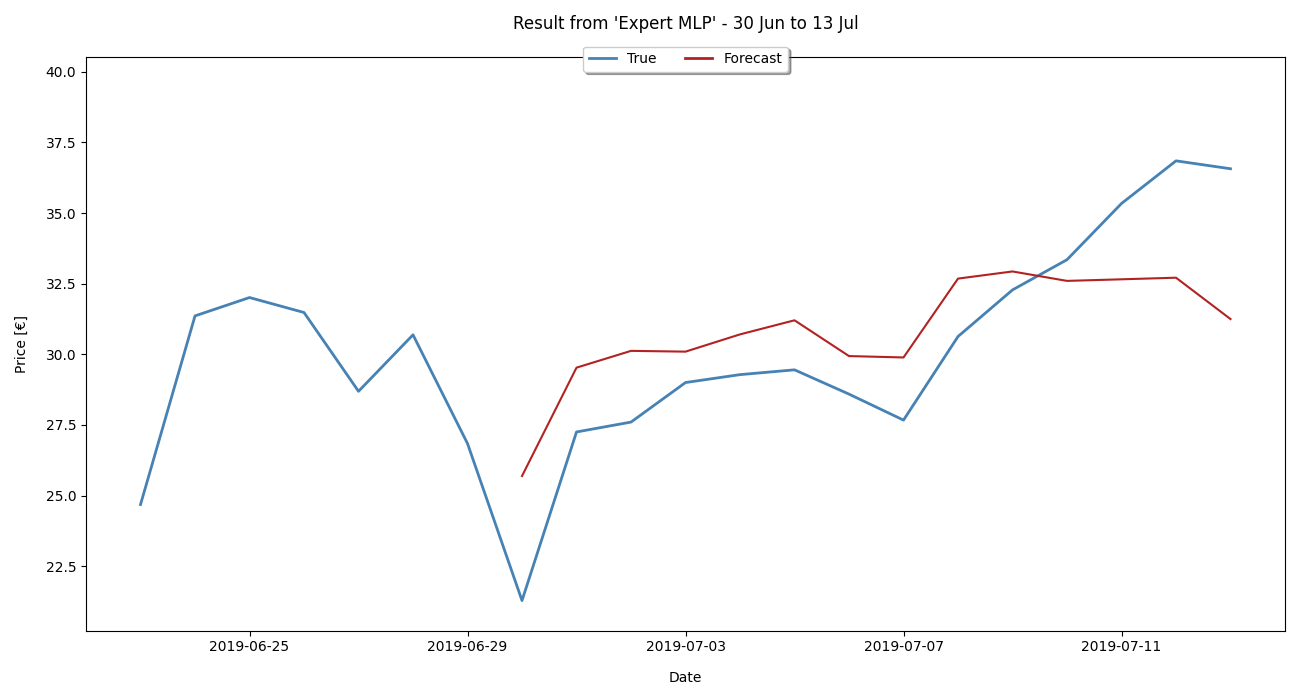 Result from 'Expert MLP' - 30 Jun to 13 Jul
True Forecast
40.0
37.5
35.0
32.5
30.0
27.5
25.0
22.5
Price [€]
2019-06-25 2019-06-29 2019-07-03 2019-07-07 2019-07-11
Date